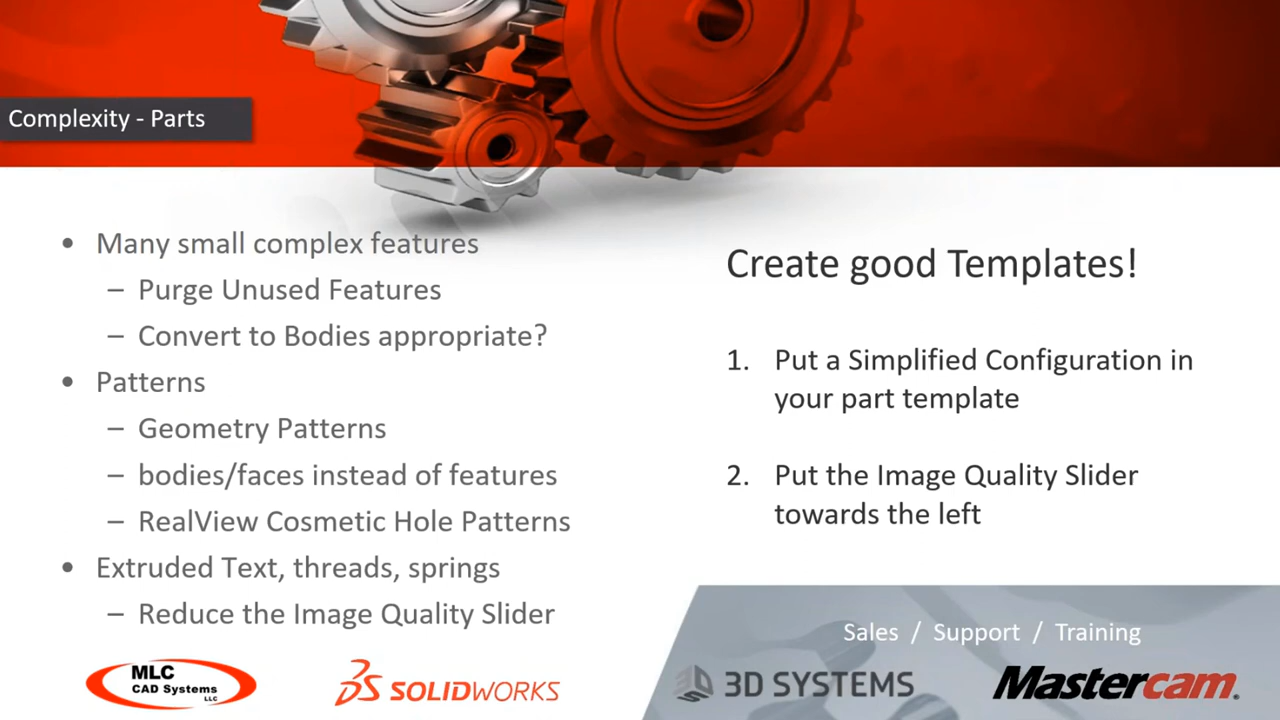 Complexity - Parts
• Many small complex features
– Purge Unused Features
– Convert to Bodies appropriate?
• Patterns
– Geometry Patterns
– bodies/faces instead of features
– RealView Cosmetic Hole Patterns
• Extruded Text, threads, springs
– Reduce the Image Quality Slider
Create good Templates!
1. Put a Simplified Configuration in
your part template
2. Put the Image Quality Slider
towards the left
Sales / Support / Training
MLC
CAD Systems
LLC
SOLIDWORKS
3D SYSTEMS
Mastercam®